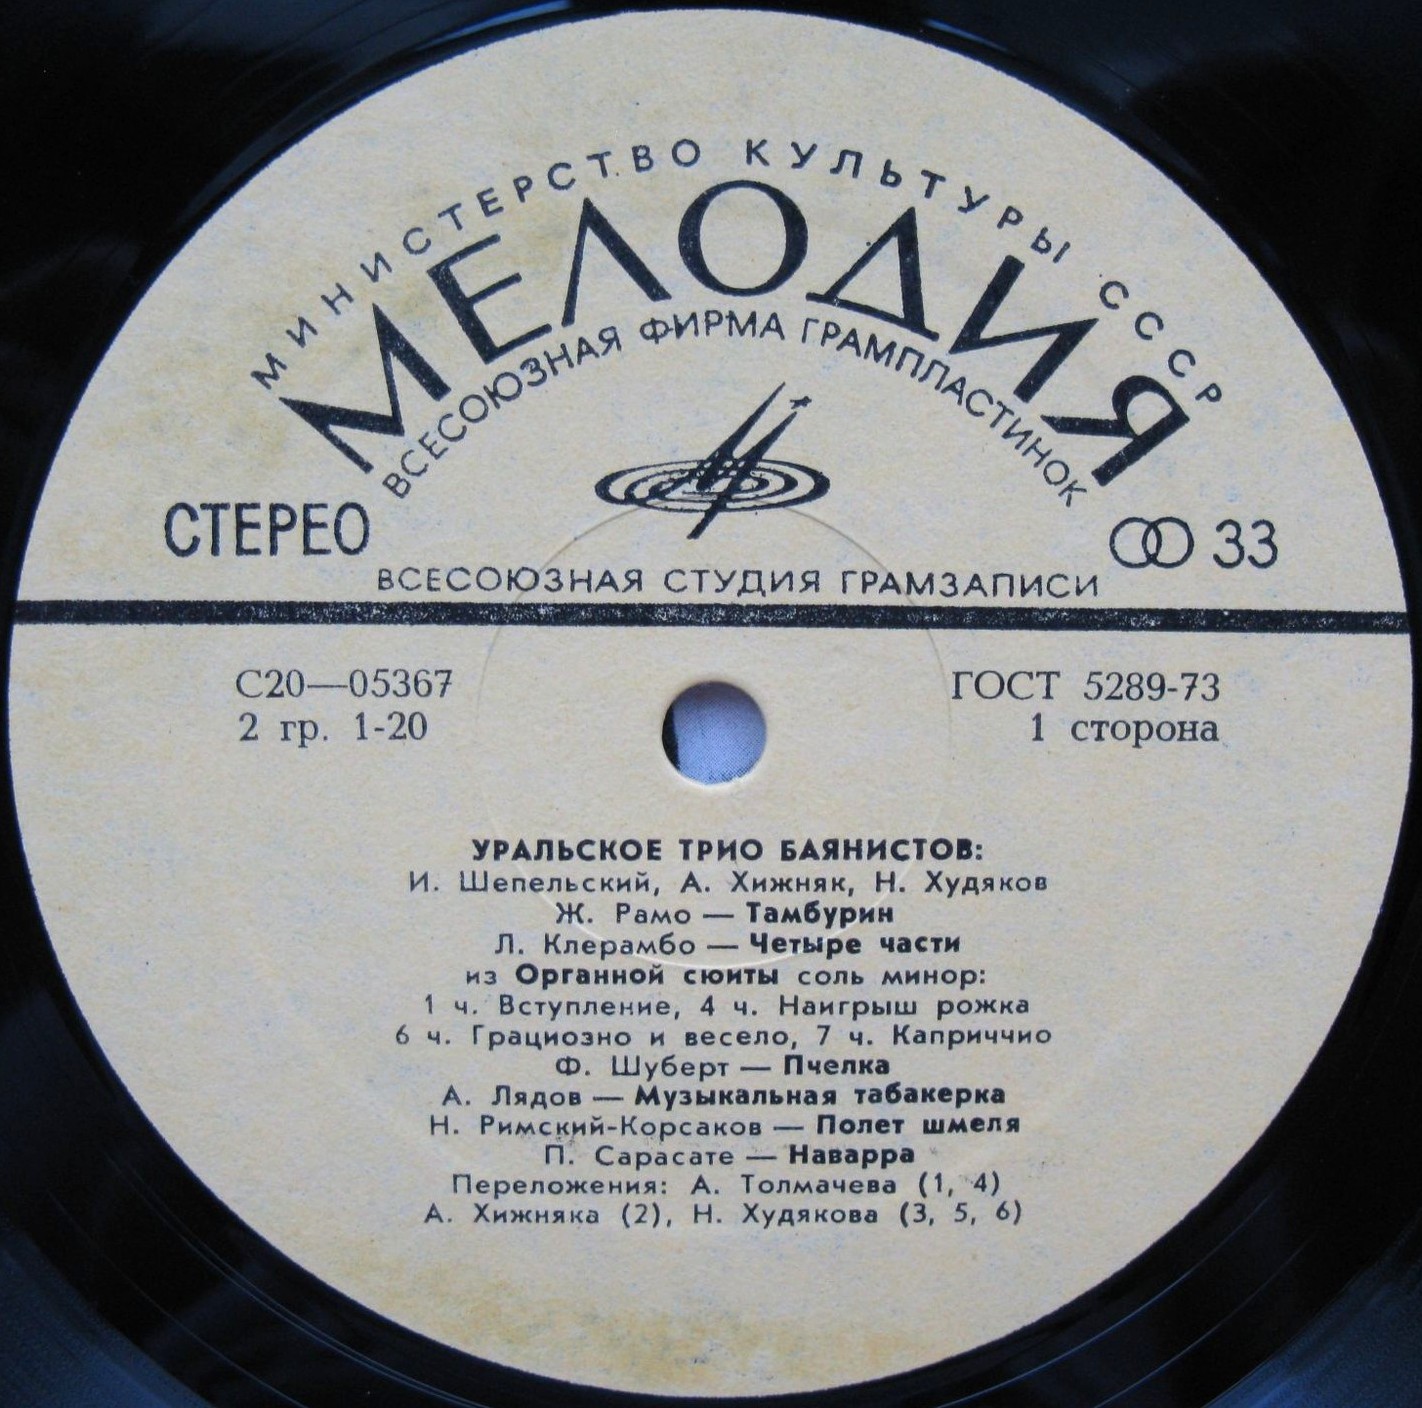 МИНИСТЕРСТВО КУЛЬТУРЫ СССР
МЕЛОДИЯ
ВСЕСОЮЗНАЯ ФИРМА ГРАМПЛАСТИНОК
СТЕРЕО
33
ВСЕСОЮЗНАЯ СТУДИЯ ГРАМЗАПИСИ
С20—05367
ГОСТ 5289-73
2 гр. 1-20
1 сторона
УРАЛЬСКОЕ ТРИО БАЯНИСТОВ:
И. Шепельский, А. Хижняк, Н. Худяков
Ж. Рамо — Тамбурин
Л. Клерамбо — Четыре части
из Органной сюиты соль минор:
1 ч. Вступление, 4 ч. Наигрыш рожка
6 ч. Грациозно и весело, 7 ч. Каприччио
Ф. Шуберт — Пчелка
А. Лядов — Музыкальная табакерка
Н. Римский-Корсаков — Полет шмеля
П. Сарасате — Наварра
Переложения: А. Толмачева (1, 4)
А. Хижняка (2), Н. Худякова (3, 5, 6)